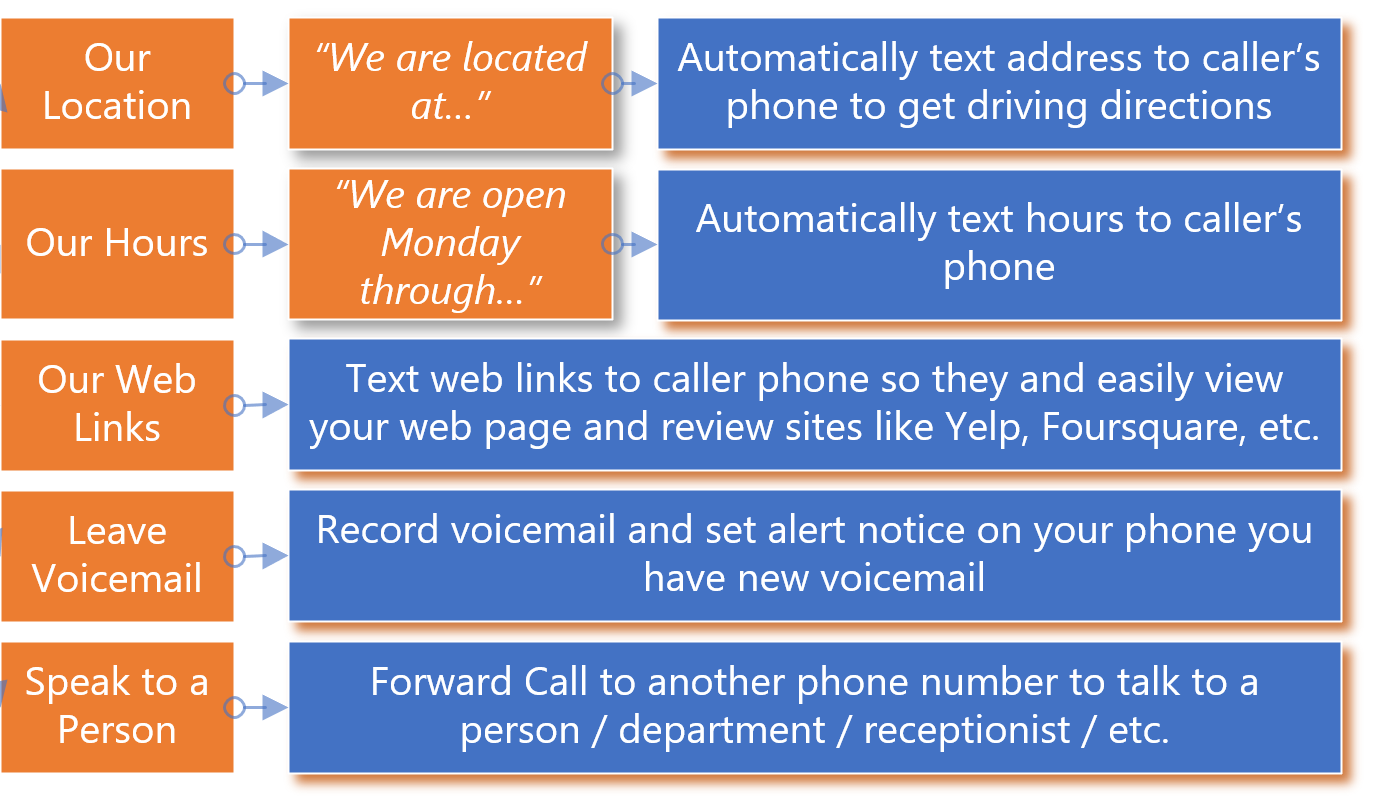 Our
Location
“We are located
at...”
Automatically text address to caller’s
phone to get driving directions
Our Hours
“We are open
Monday
through...”
Automatically text hours to caller’s
phone
Our Web
Links
Text web links to caller phone so they and easily view
your web page and review sites like Yelp, Foursquare, etc.
Leave
Voicemail
Record voicemail and set alert notice on your phone you
have new voicemail
Speak to a
Person
Forward Call to another phone number to talk to a
person / department / receptionist / etc.